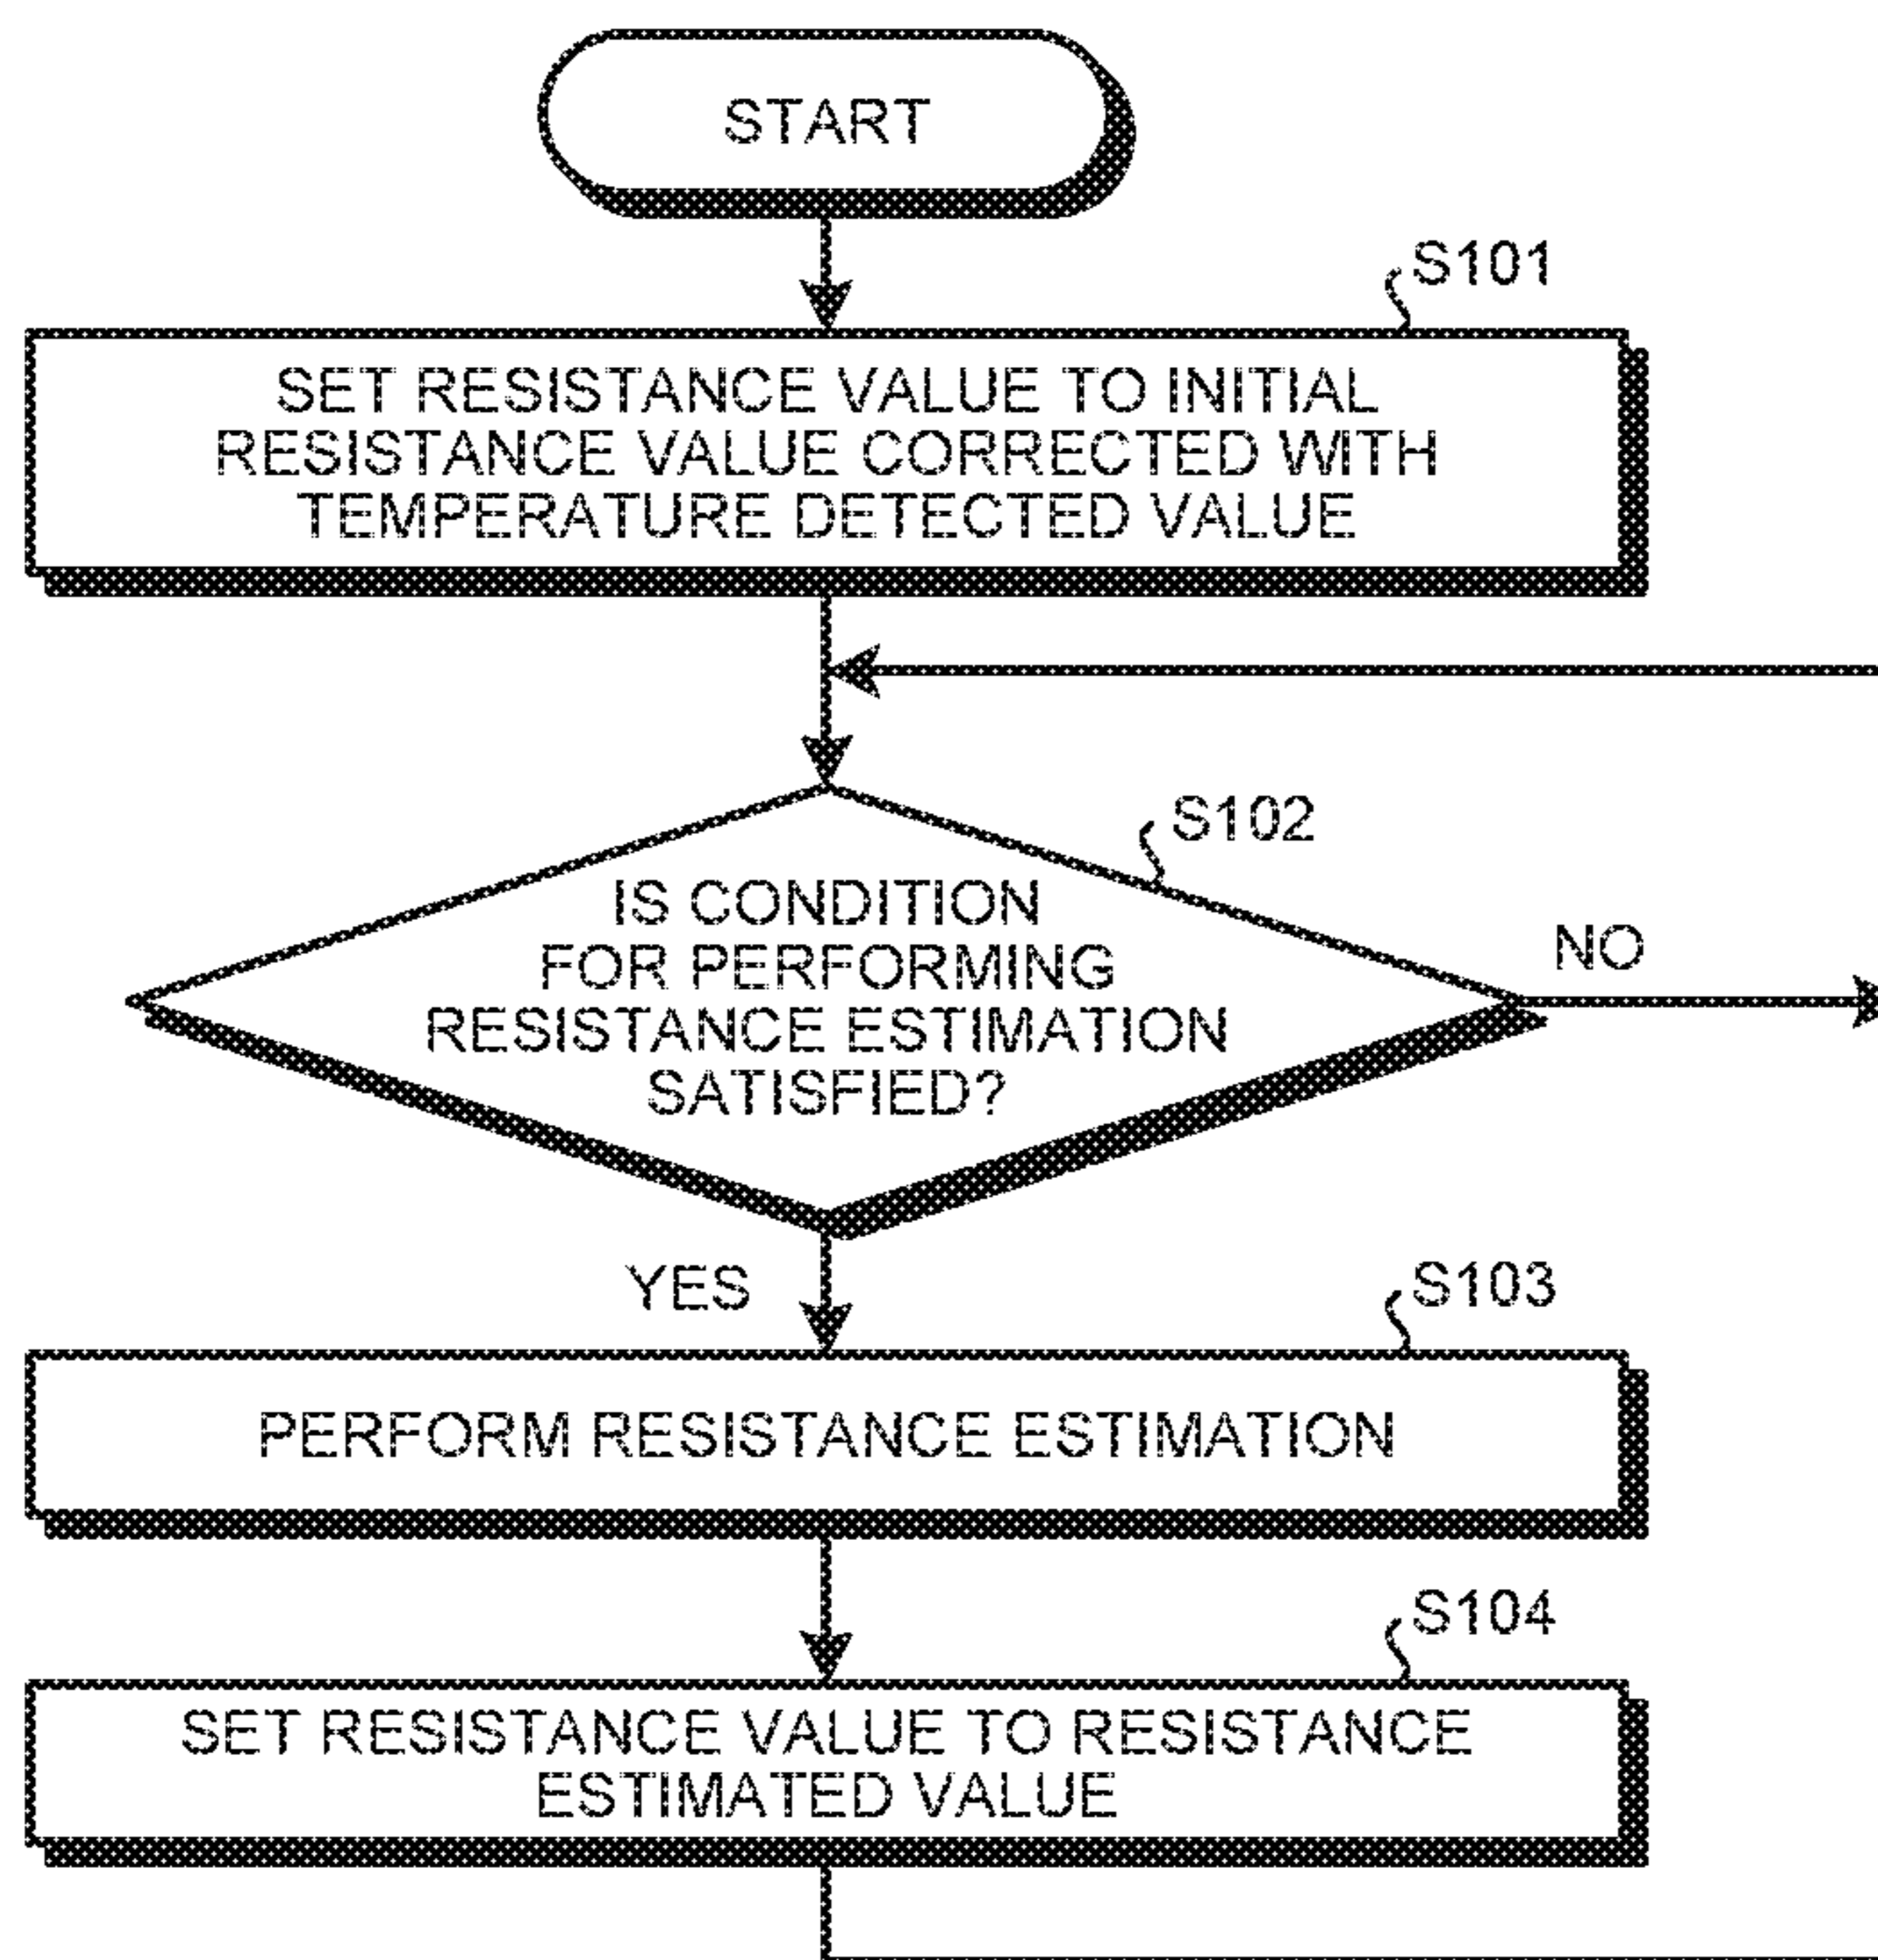 START
S101
SET RESISTANCE VALUE TO INITIAL
RESISTANCE VALUE CORRECTED WITH
TEMPERATURE DETECTED VALUE
S102
IS CONDITION
FOR PERFORMING
RESISTANCE ESTIMATION
SATISFIED?
NO
YES
S103
PERFORM RESISTANCE ESTIMATION
S104
SET RESISTANCE VALUE TO RESISTANCE
ESTIMATED VALUE